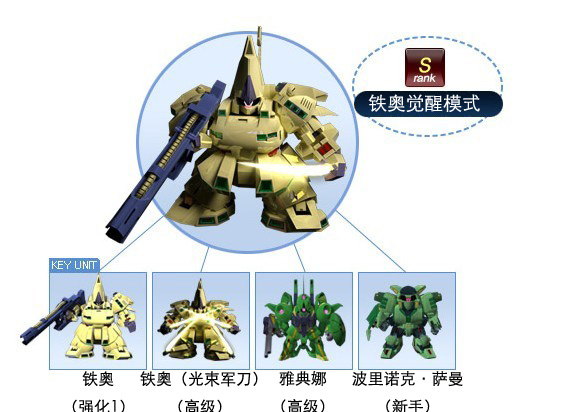 S
rank
铁奥觉醒模式
KEY UNIT
铁奥 铁奥（光束军刀） 雅典娜 波里诺克·萨曼
（强化1） （高级） （高级） （新手）